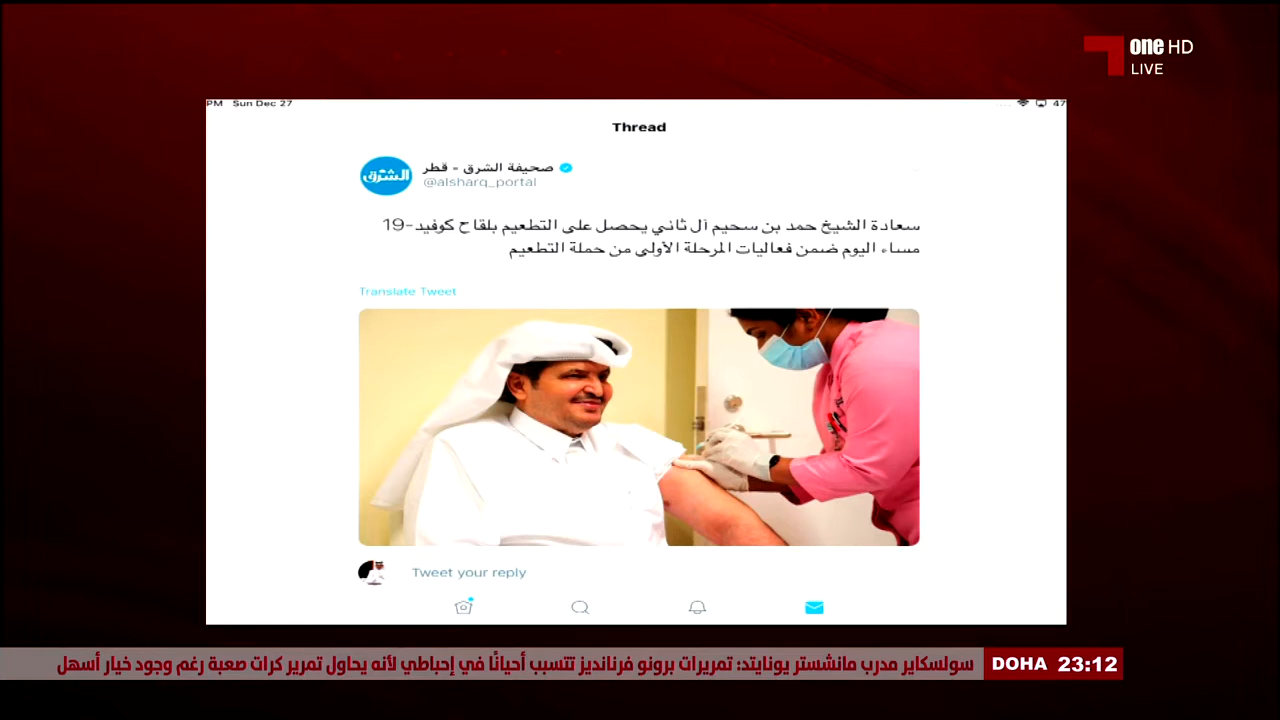 one HD
LIVE
PM Sun Dec 27
47
Thread
الشرق
صحيفة الشرق - قطر
@alsharq_portal
سعادة الشيخ حمد بن سحيم آل ثاني يحصل على التطعيم بلقاح كوفيد-19
مساء اليوم ضمن فعاليات المرحلة الأولى من حملة التطعيم
Translate Tweet
Tweet your reply
سولسكاير مدرب مانشستر يونايتد: تمريرات برونو فرنانديز تتسبب أحيانًا في إحباطي لأنه يحاول تمرير كرات صعبة رغم وجود خيار أسهل
DOHA 23:12